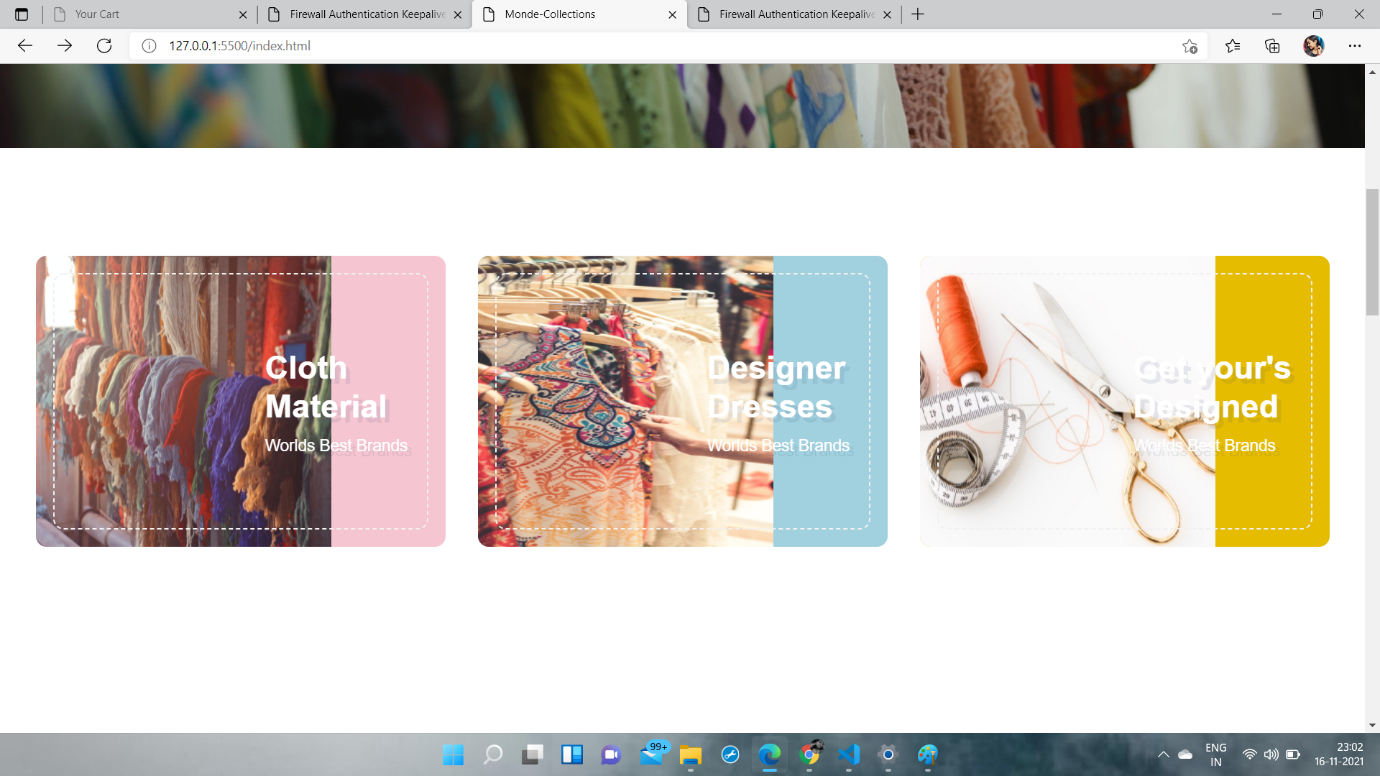 Your Cart
Firewall Authentication Keepalive
Monde-Collections
Firewall Authentication Keepalive
127.0.0.1:5500/index.html
Cloth
Material
Worlds Best Brands
Designer
Dresses
Worlds Best Brands
Get your's
Designed
Worlds Best Brands
99+
ENG
IN
23:02
16-11-2021